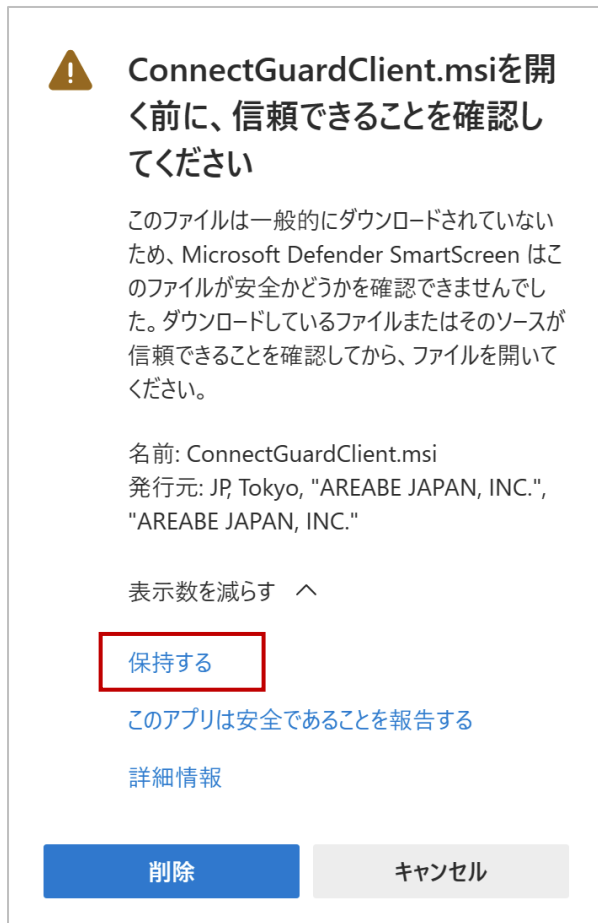 ConnectGuardClient.msiを開
く前に、信頼できることを確認し
てください
このファイルは一般的にダウンロードされていない
ため、Microsoft Defender SmartScreen はこ
のファイルが安全かどうかを確認できませんでし
た。ダウンロードしているファイルまたはそのソースが
信頼できることを確認してから、ファイルを開いて
ください。
名前: ConnectGuardClient.msi
発行元: JP, Tokyo, "AREABE JAPAN, INC.",
"AREABE JAPAN, INC."
表示数を減らす
保持する
このアプリは安全であることを報告する
詳細情報
削除
キャンセル